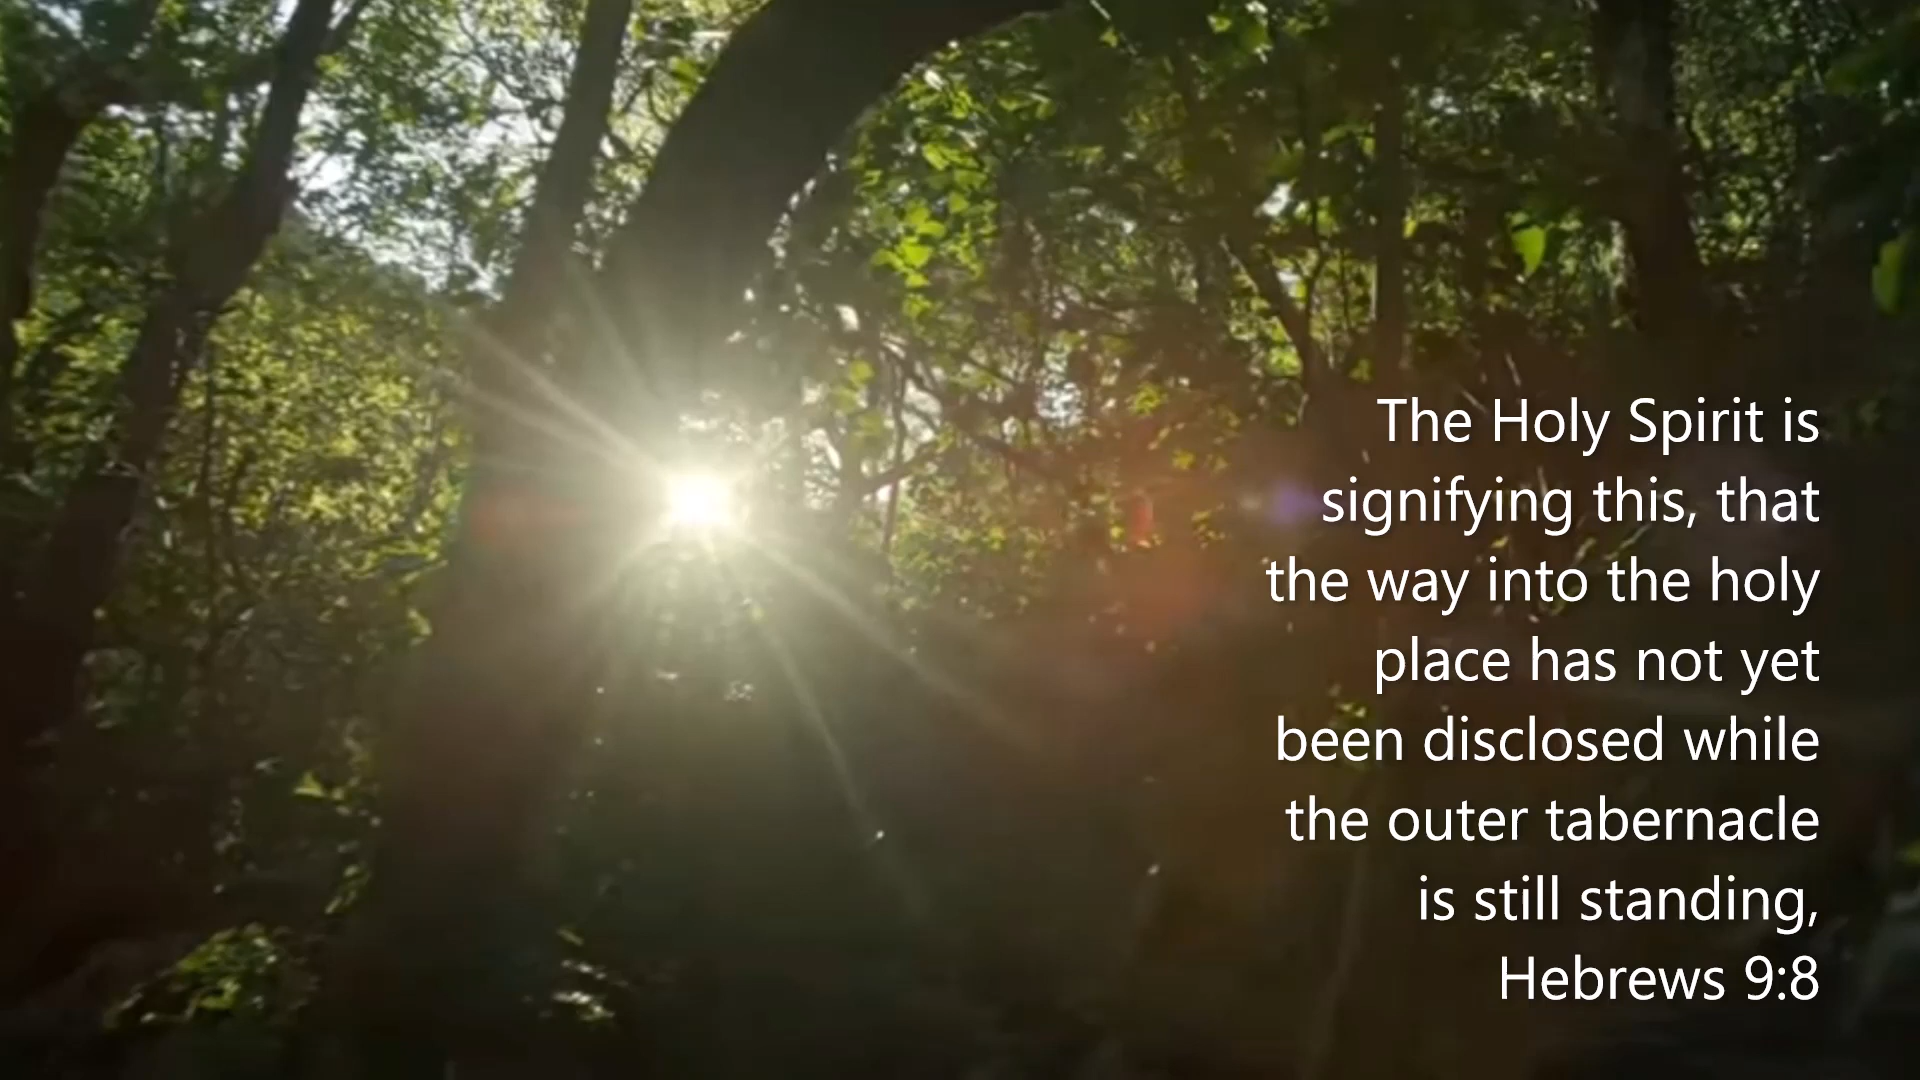 The Holy Spirit is
signifying this, that
the way into the holy
place has not yet
been disclosed while
the outer tabernacle
is still standing,
Hebrews 9:8